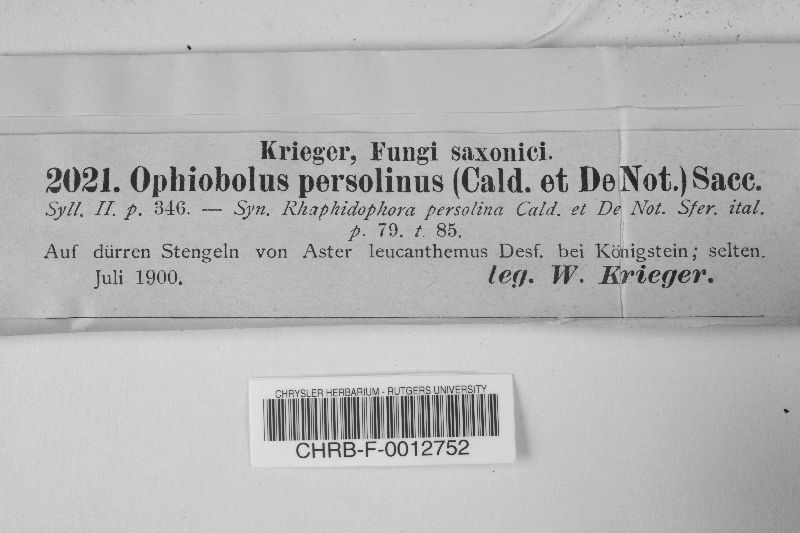 Krieger, Fungi saxonici.
2021. Ophiobolus persolinus (Cald. et De Not.) Sacc.
Syll. II. p. 346. — Syn. Rhaphidophora persolina Cald. et De Not. Sfer. ital.
p. 79. t. 85.
Auf dürren Stengeln von Aster leucanthemus Desf. bei Königstein; selten.
Juli 1900. leg. W. Krieger.
CHRYSLER HERBARIUM - RUTGERS UNIVERSITY
CHRB-F-0012752